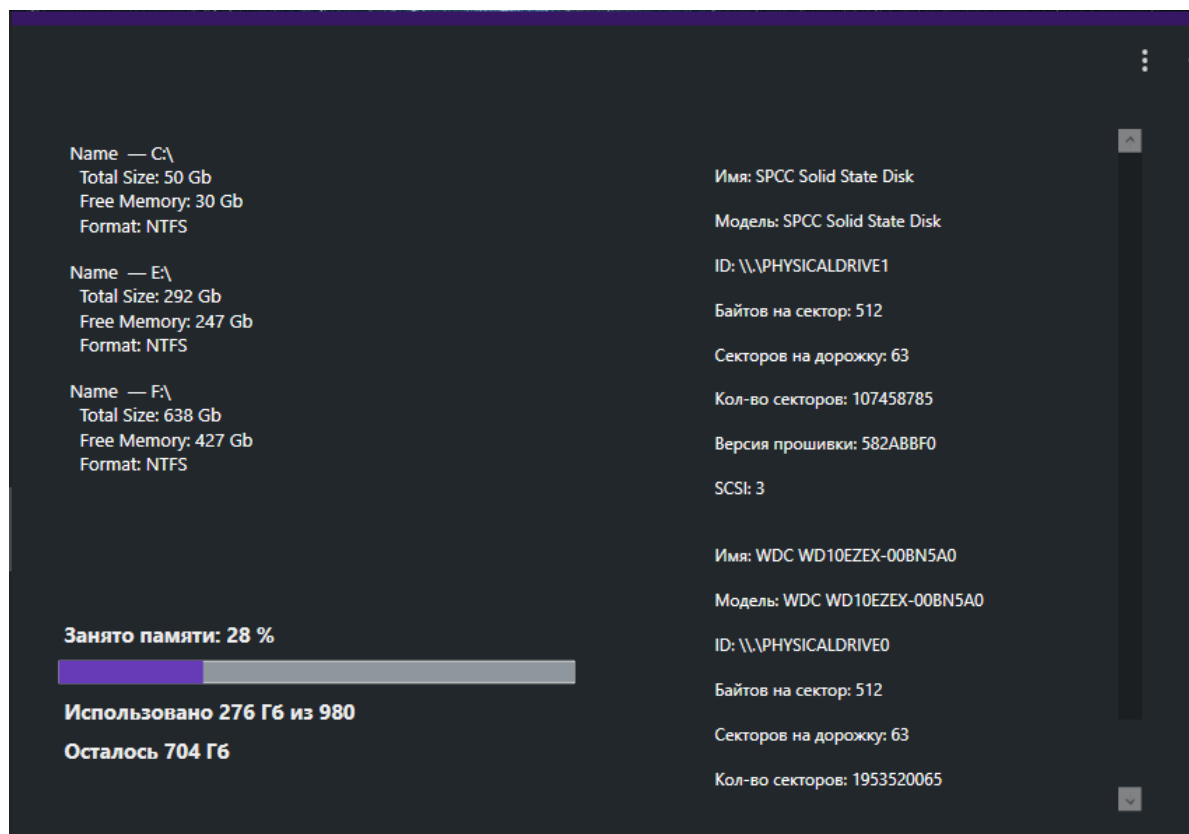 Name — C:\
Total Size: 50 Gb
Free Memory: 30 Gb
Format: NTFS
Name — E:\
Total Size: 292 Gb
Free Memory: 247 Gb
Format: NTFS
Name — F:\
Total Size: 638 Gb
Free Memory: 427 Gb
Format: NTFS
Занято памяти: 28 %
Использовано 276 Гб из 980
Осталось 704 Гб
Имя: SPCC Solid State Disk
Модель: SPCC Solid State Disk
ID: \\.\PHYSICALDRIVE1
Байтов на сектор: 512
Секторов на дорожку: 63
Кол-во секторов: 107458785
Версия прошивки: 582ABBF0
SCSI: 3
Имя: WDC WD10EZEX-00BN5A0
Модель: WDC WD10EZEX-00BN5A0
ID: \\.\PHYSICALDRIVE0
Байтов на сектор: 512
Секторов на дорожку: 63
Кол-во секторов: 1953520065